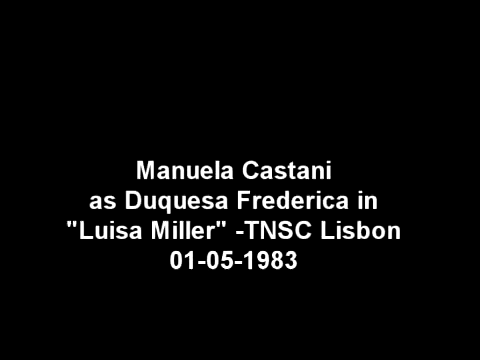 Manuela Castani
as Duquesa Frederica in
"Luisa Miller" -TNSC Lisbon
01-05-1983